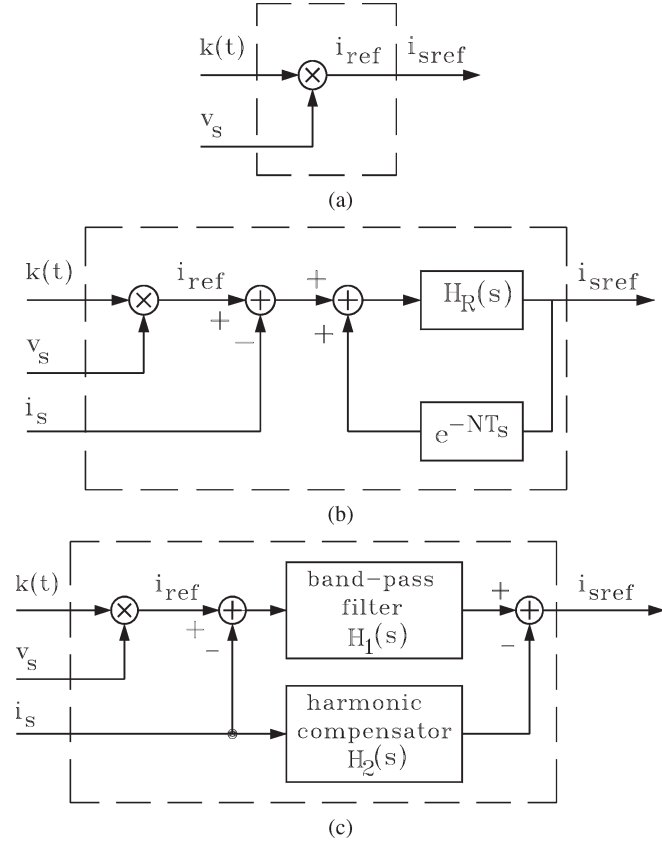 k(t)
i_ref
i_sref
v_s
(a)
k(t)
i_ref
+
+
−
+
+
H_R(s)
i_sref
v_s
i_s
e^−NTs
(b)
k(t)
i_ref
+
-
band-pass
filter
H_1(s)
+
-
i_sref
v_s
i_s
harmonic
compensator
H_2(s)
(c)